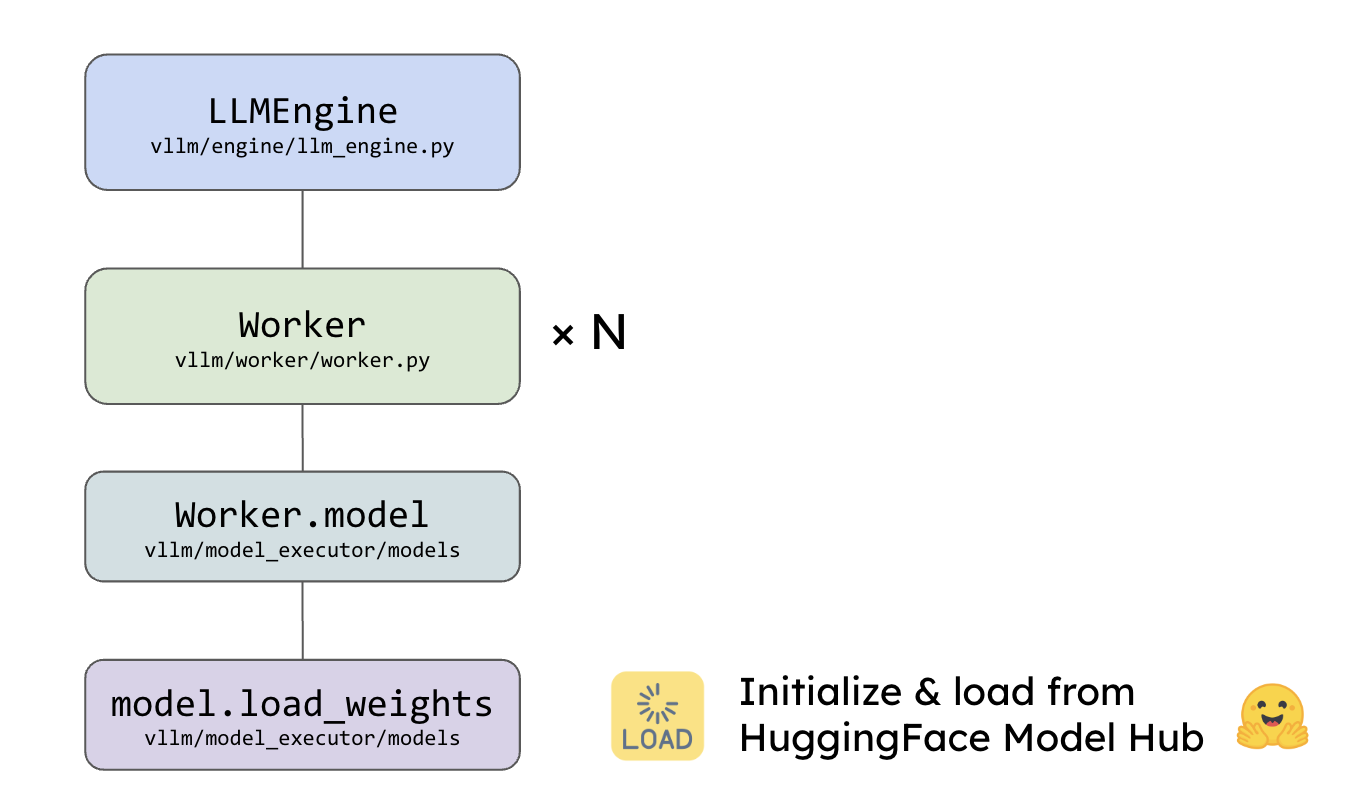 LLMEngine
vllm/engine/llm_engine.py
Worker
vllm/worker/worker.py
× N
Worker.model
vllm/model_executor/models
model.load_weights
vllm/model_executor/models
LOAD
Initialize & load from
HuggingFace Model Hub